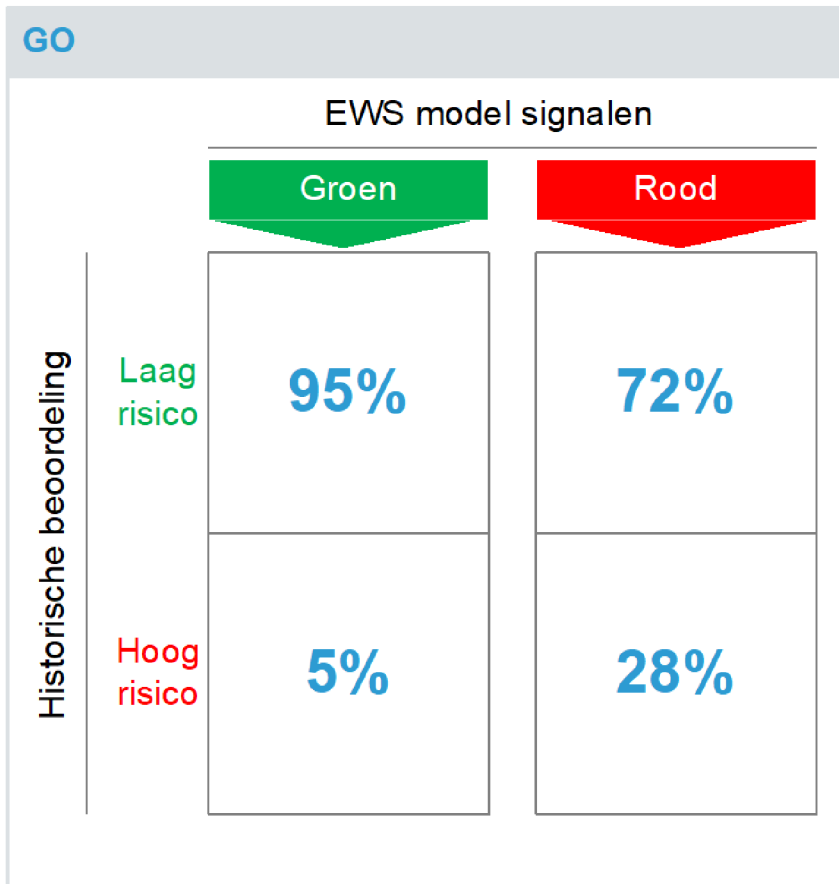 GO
EWS model signalen
Groen
Rood
Historische beoordeling
Laag
risico
95%
72%
Hoog
risico
5%
28%